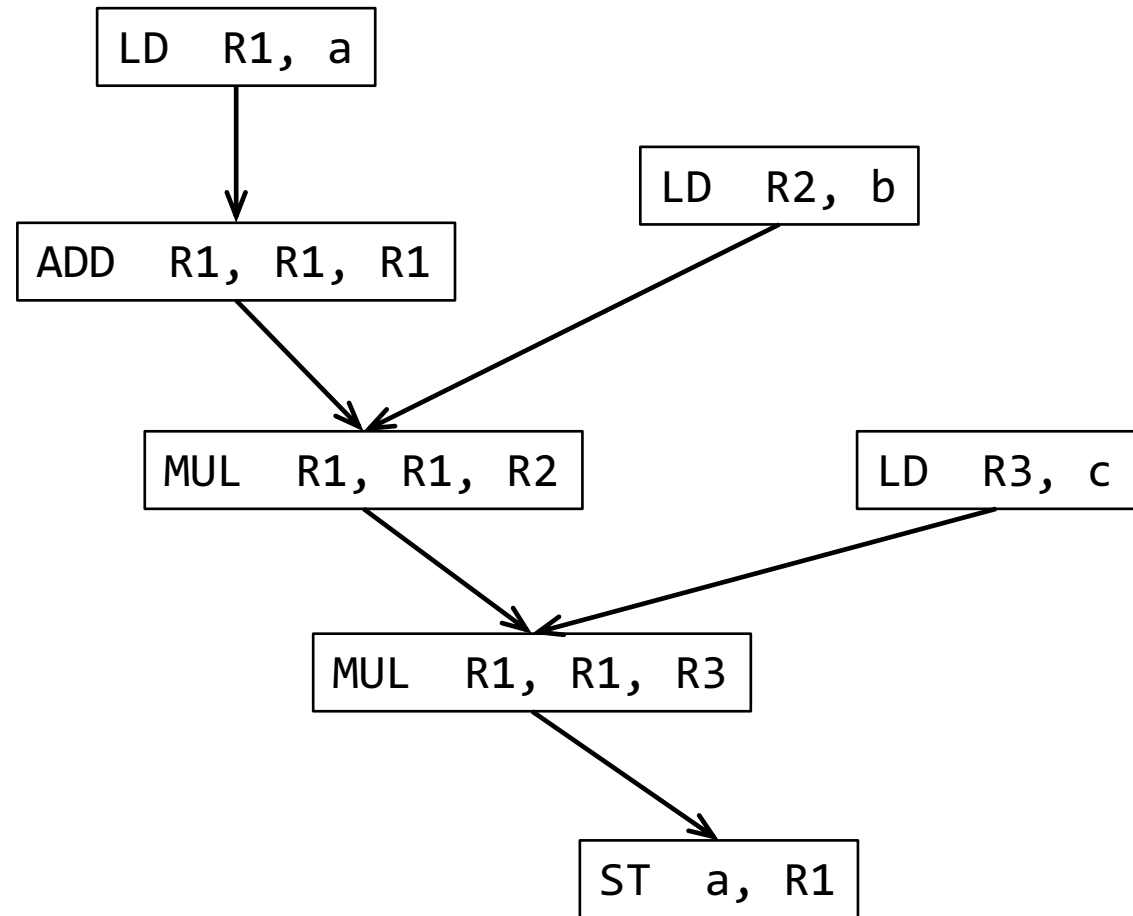 LD R1, a
LD R2, b
ADD R1, R1, R1
MUL R1, R1, R2
LD R3, c
MUL R1, R1, R3
ST a, R1